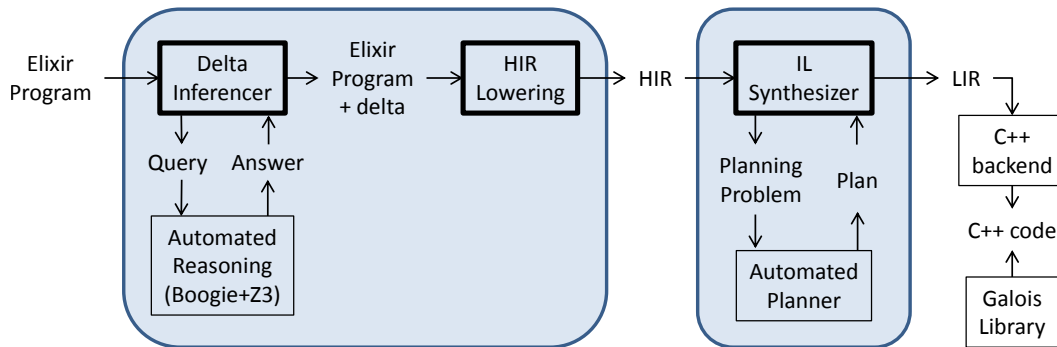 Elixir
Program
Delta
Inferencer
Elixir
Program
+ delta
HIR
Lowering
HIR
IL
Synthesizer
LIR
Query
Answer
Automated
Reasoning
(Boogie+Z3)
Planning
Problem
Plan
Automated
Planner
C++
backend
C++ code
Galois
Library